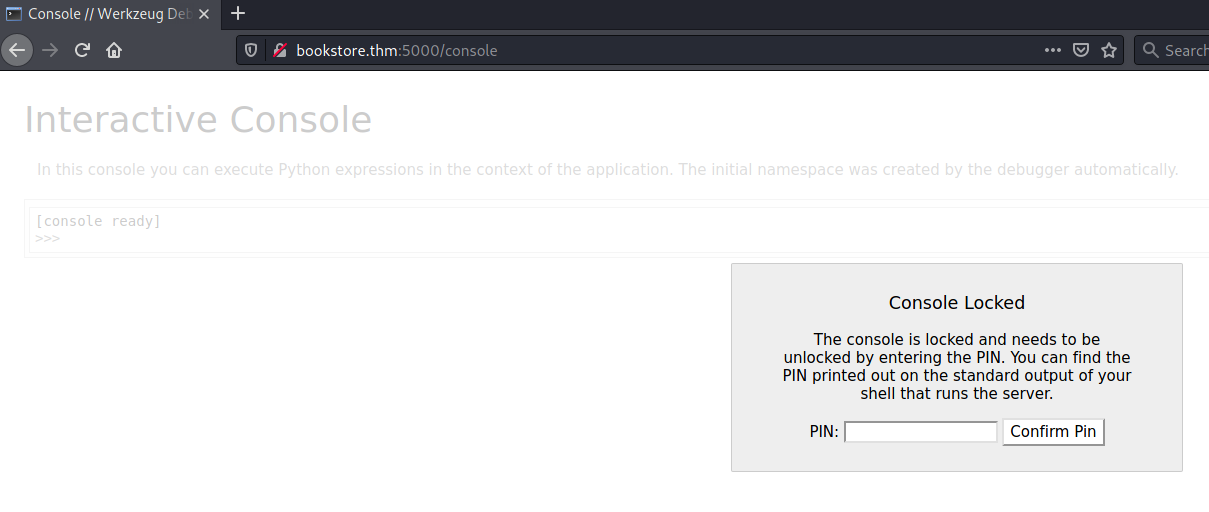 Console // Werkzeug Deb
bookstore.thm:5000/console
Search
Interactive Console
In this console you can execute Python expressions in the context of the application. The initial namespace was created by the debugger automatically.
[console ready]
>>>
Console Locked
The console is locked and needs to be
unlocked by entering the PIN. You can find the
PIN printed out on the standard output of your
shell that runs the server.
PIN: Confirm Pin